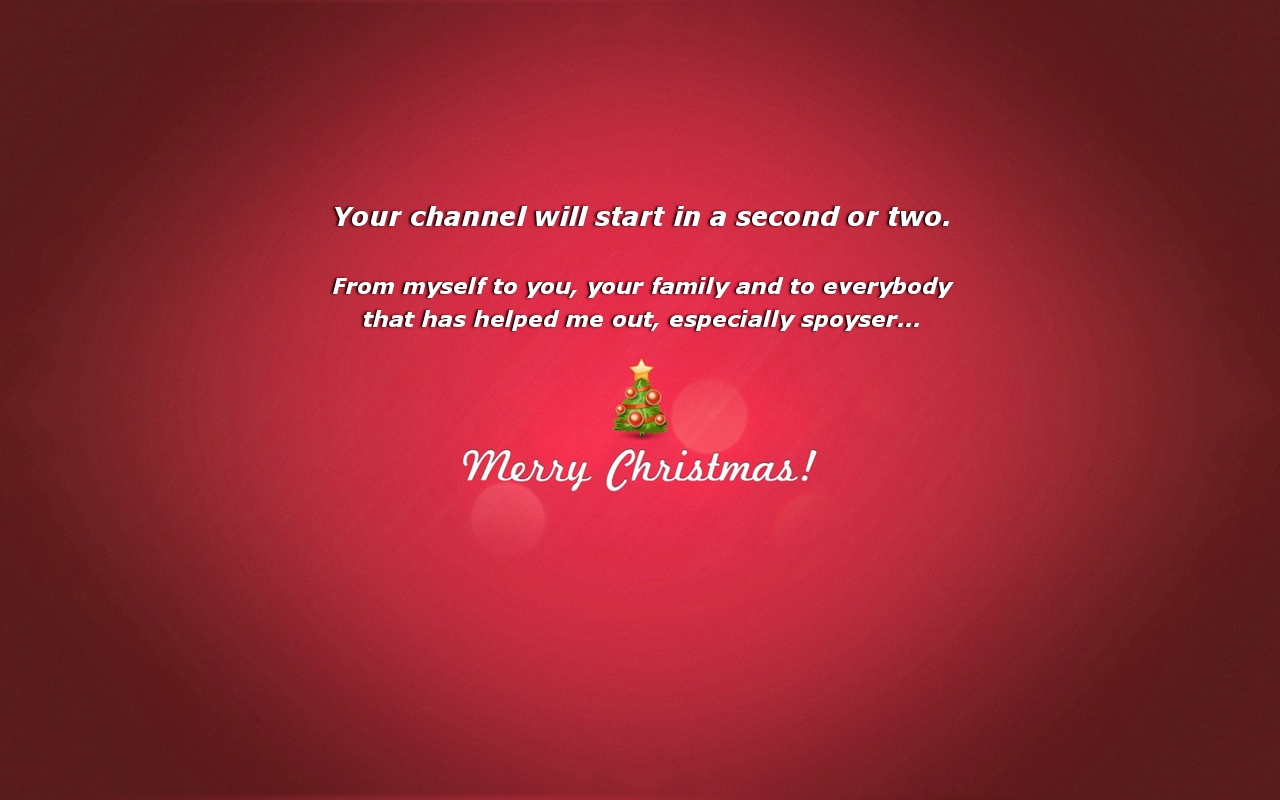 Your channel will start in a second or two.
From myself to you, your family and to everybody
that has helped me out, especially spoyser...
Merry Christmas!